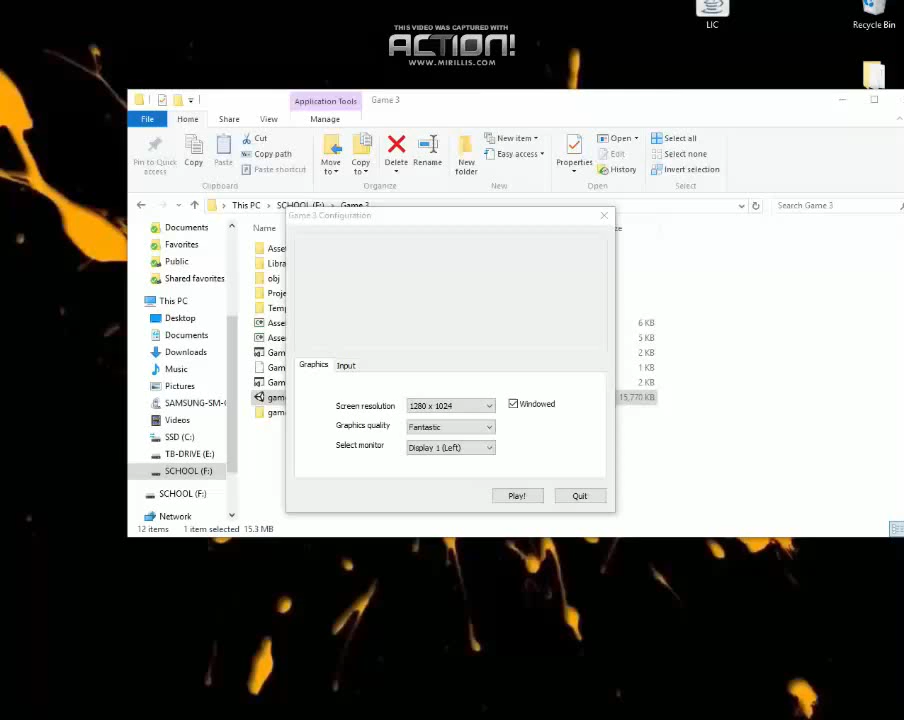 LIC
Recycle Bin
THIS VIDEO WAS CAPTURED WITH
ACTION!
WWW.MIRILLIS.COM
Application Tools
Game 3
File
Home
Share
View
Manage
Pin to Quick access
Copy
Paste
Cut
Copy path
Paste shortcut
Clipboard
Move to
Copy to
Delete
Rename
Organize
New folder
New item
Easy access
New
Properties
Open
Edit
History
Open
Select all
Select none
Invert selection
Select
This PC
SCHOOL (F:)
Game 3
Search Game 3
Game 3 Configuration
Name
Documents
Favorites
Public
Shared favorites
This PC
Desktop
Documents
Downloads
Music
Pictures
SAMSUNG-SM-
Videos
SSD (C:)
TB-DRIVE (E:)
SCHOOL (F:)
SCHOOL (F:)
Network
obj
6 KB
5 KB
2 KB
1 KB
2 KB
15,770 KB
Graphics
Input
Screen resolution
1280 x 1024
Windowed
Graphics quality
Fantastic
Select monitor
Display 1 (Left)
Play!
Quit
12 items
1 item selected 15.3 MB